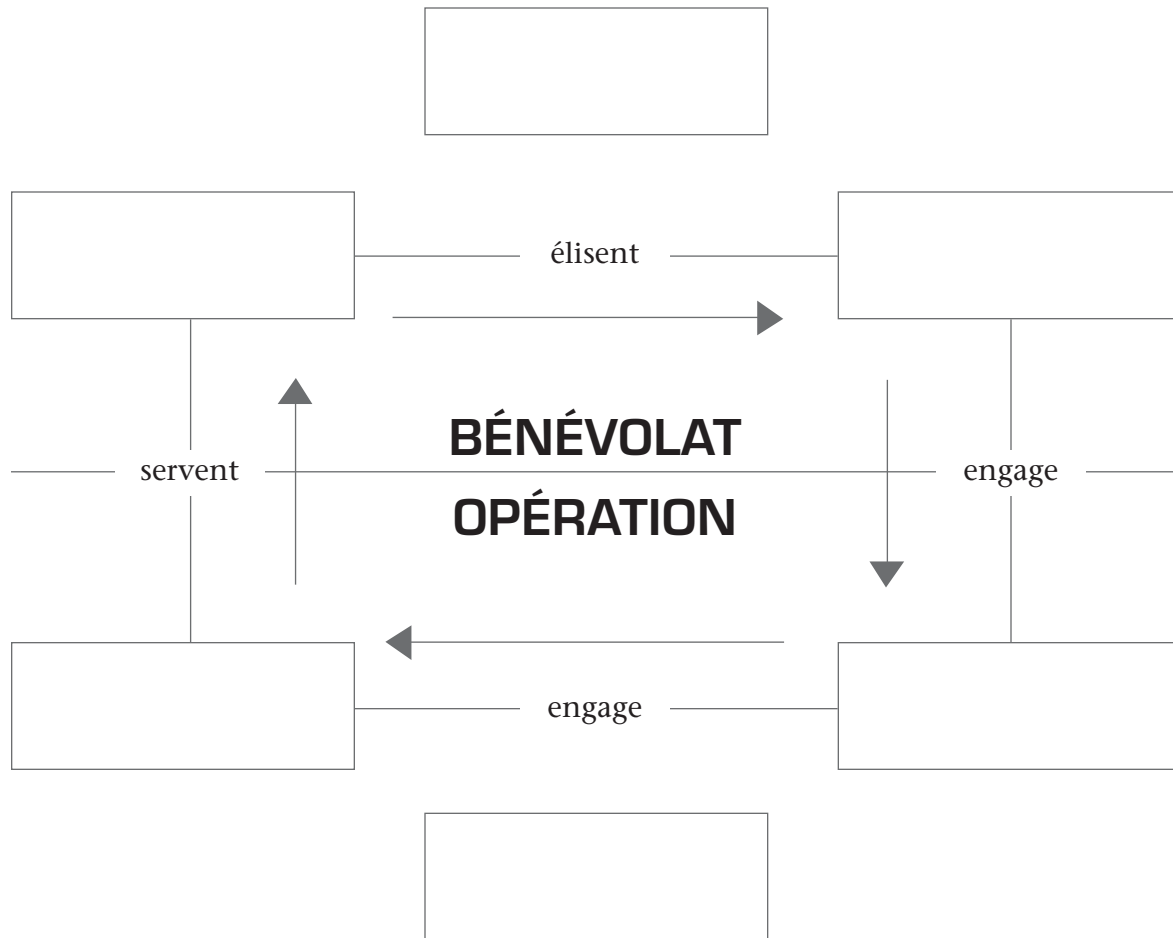 élisent
BÉNÉVOLAT
servent
engage
OPÉRATION
engage